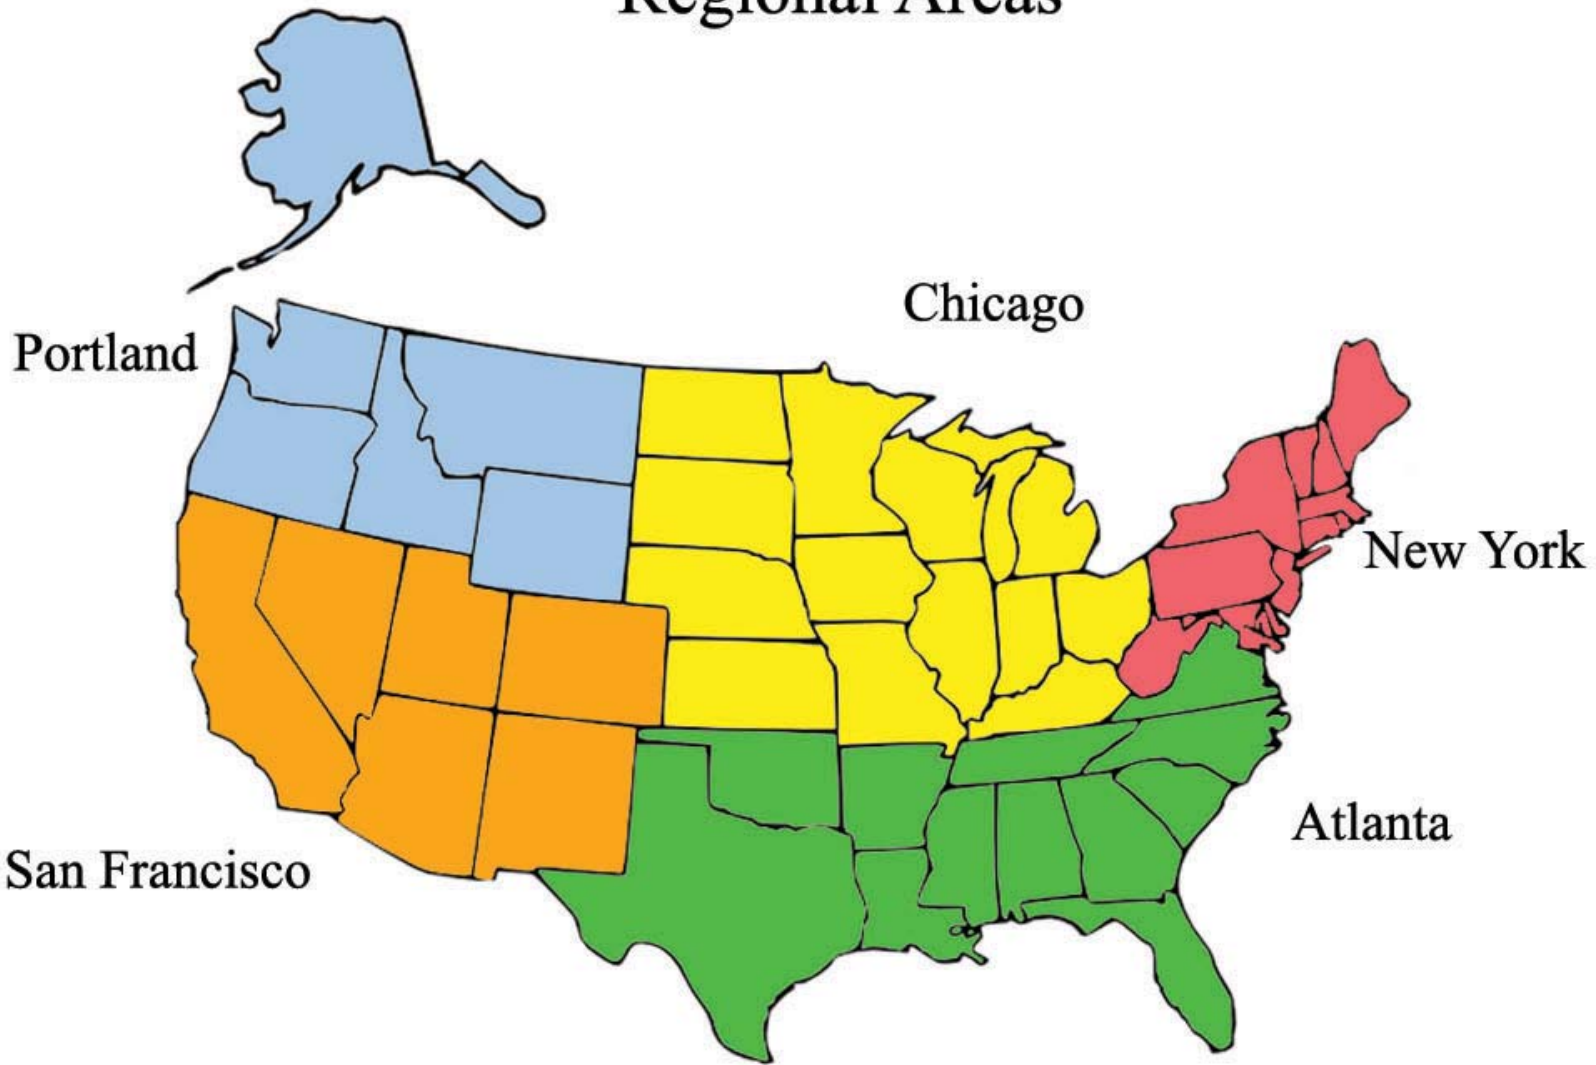 Regional Areas
Chicago
Portland
New York
Atlanta
San Francisco